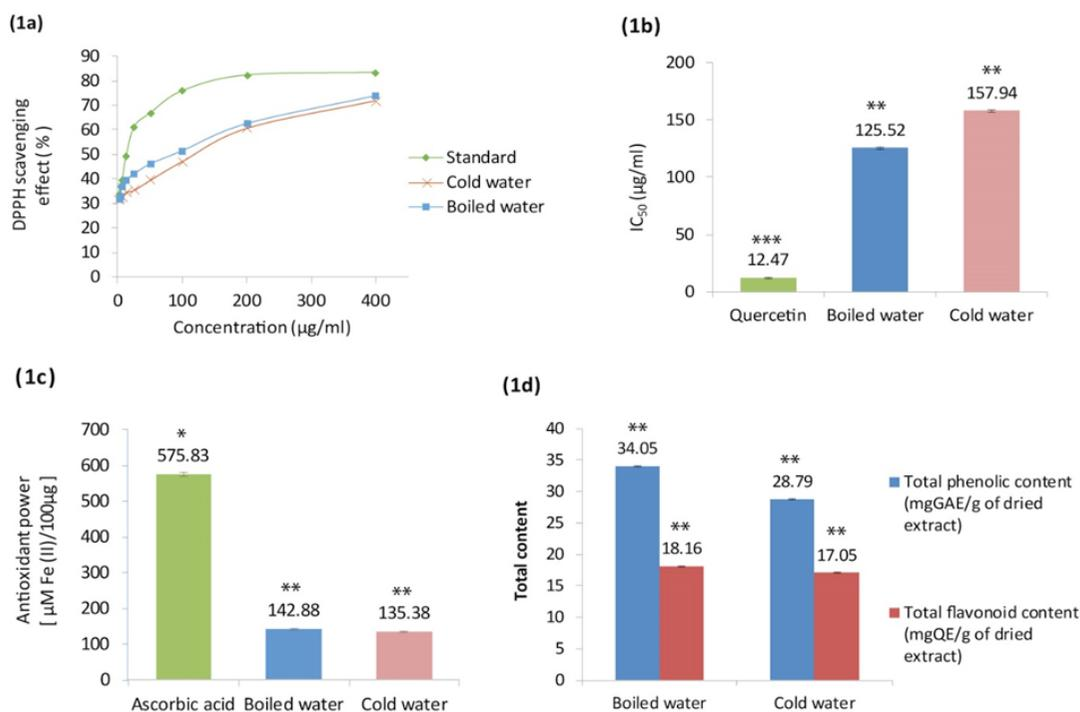 (1a)
90
80
70
60
50
40
30
20
10
0
DPPH scavenging
effect ( % )
0 100 200 300 400
Concentration (µg/ml)
Standard
Cold water
Boiled water
(1b)
200
150
100
50
0
IC50 (µg/ml)
***
12.47
**
125.52
**
157.94
Quercetin Boiled water Cold water
(1c)
700
600
500
400
300
200
100
0
Antioxidant power
[ µM Fe (II)/100µg ]
*
575.83
**
142.88
**
135.38
Ascorbic acid Boiled water Cold water
(1d)
40
35
30
25
20
15
10
5
0
Total content
**
34.05
**
18.16
**
28.79
**
17.05
Boiled water Cold water
Total phenolic content
(mgGAE/g of dried
extract)
Total flavonoid content
(mgQE/g of dried
extract)